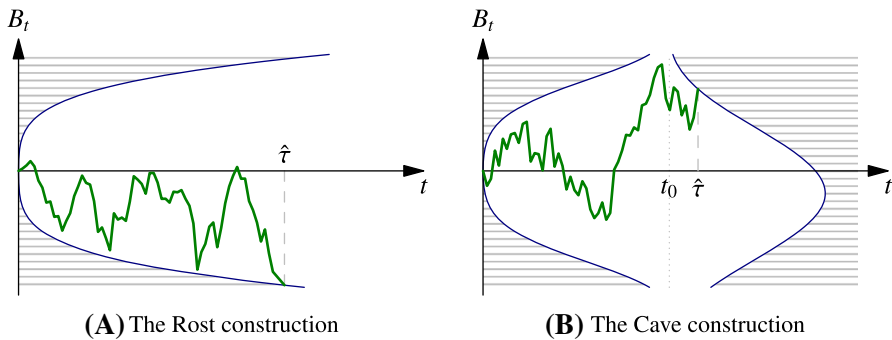 B_t
τ̂
t
(A) The Rost construction
B_t
t_0
τ̂
t
(B) The Cave construction